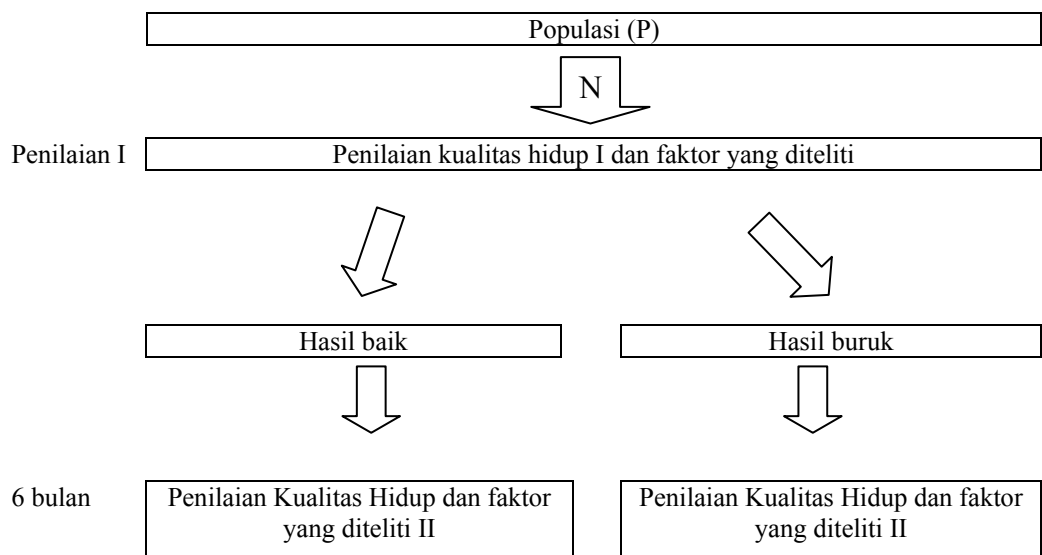 Populasi (P)
N
Penilaian I
Penilaian kualitas hidup I dan faktor yang diteliti
Hasil baik
Hasil buruk
6 bulan
Penilaian Kualitas Hidup dan faktor
yang diteliti II
Penilaian Kualitas Hidup dan faktor
yang diteliti II